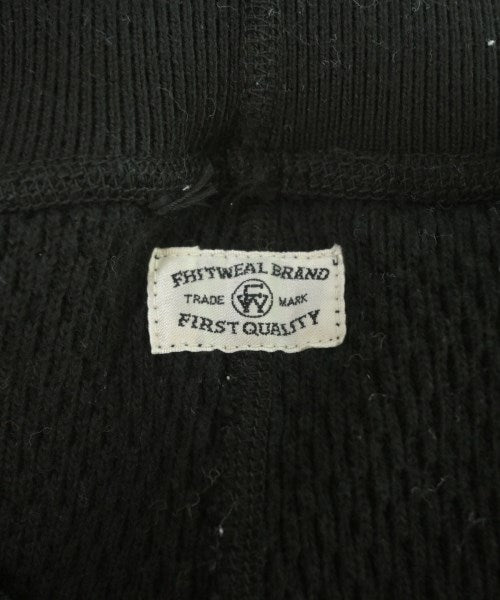 FHITWEAL BRAND
TRADE FW MARK
FIRST QUALITY